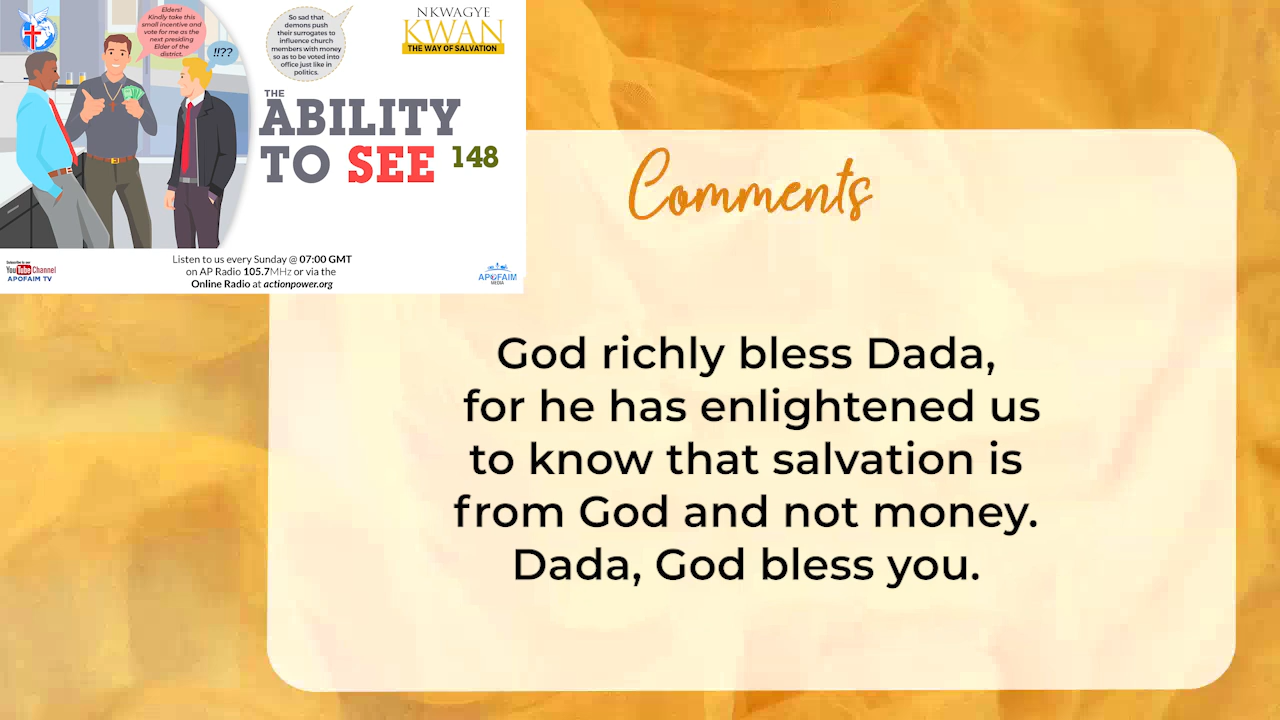 Elders!
Kindly take this
small incentive and
vote for me as the
next presiding
Elder of the
district.
!!??
So sad that
demons push
their surrogates to
influence church
members with money
so as to be voted into
office just like in
politics.
NKWAGYE
KWAN
THE WAY OF SALVATION
THE
ABILITY
TO SEE 148
Subscribe to see
YouTube Channel
APOFAIM TV
Listen to us every Sunday @ 07:00 GMT
on AP Radio 105.7MHz or via the
Online Radio at actionpower.org
APOFAIM
MEDIA
Comments
God richly bless Dada,
for he has enlightened us
to know that salvation is
from God and not money.
Dada, God bless you.